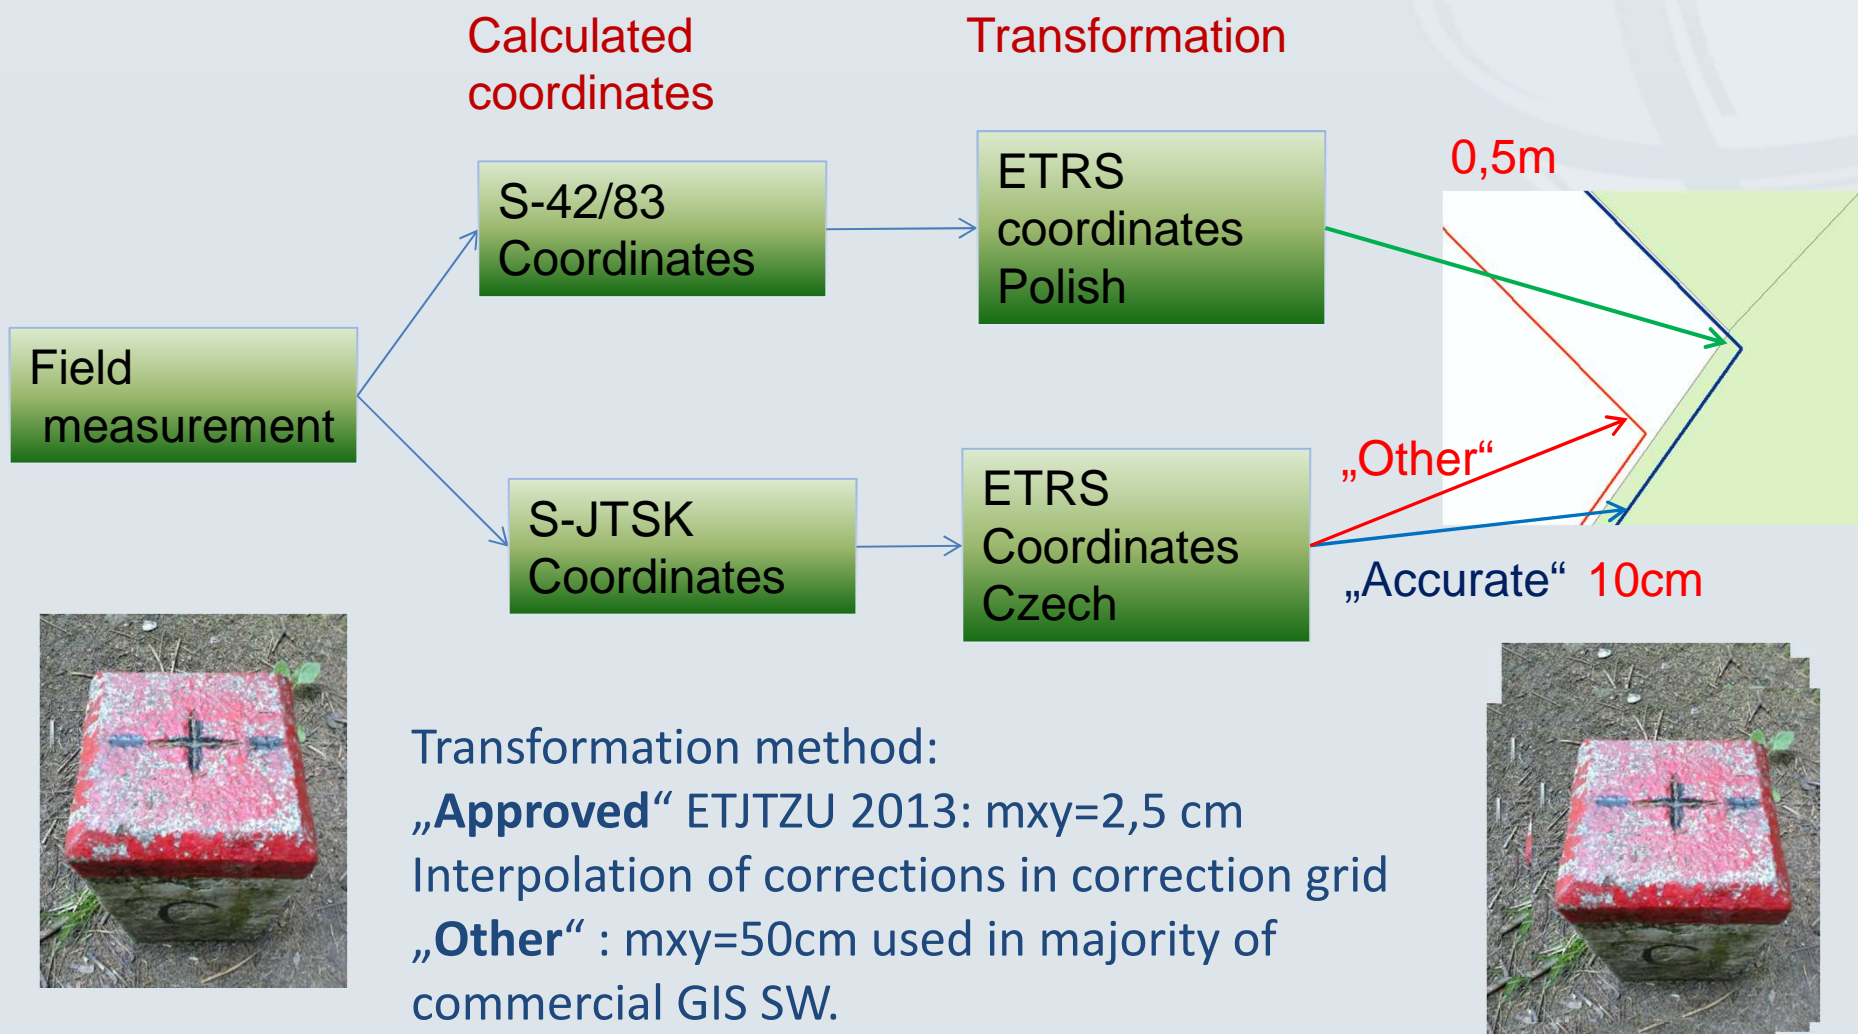 Calculated
coordinates
Transformation
S-42/83
Coordinates
ETRS
coordinates
Polish
0,5m
Field
measurement
S-JTSK
Coordinates
ETRS
Coordinates
Czech
„Other“
„Accurate“ 10cm
Transformation method:
„Approved“ ETJTZU 2013: mxy=2,5 cm
Interpolation of corrections in correction grid
„Other“ : mxy=50cm used in majority of
commercial GIS SW.
C
C